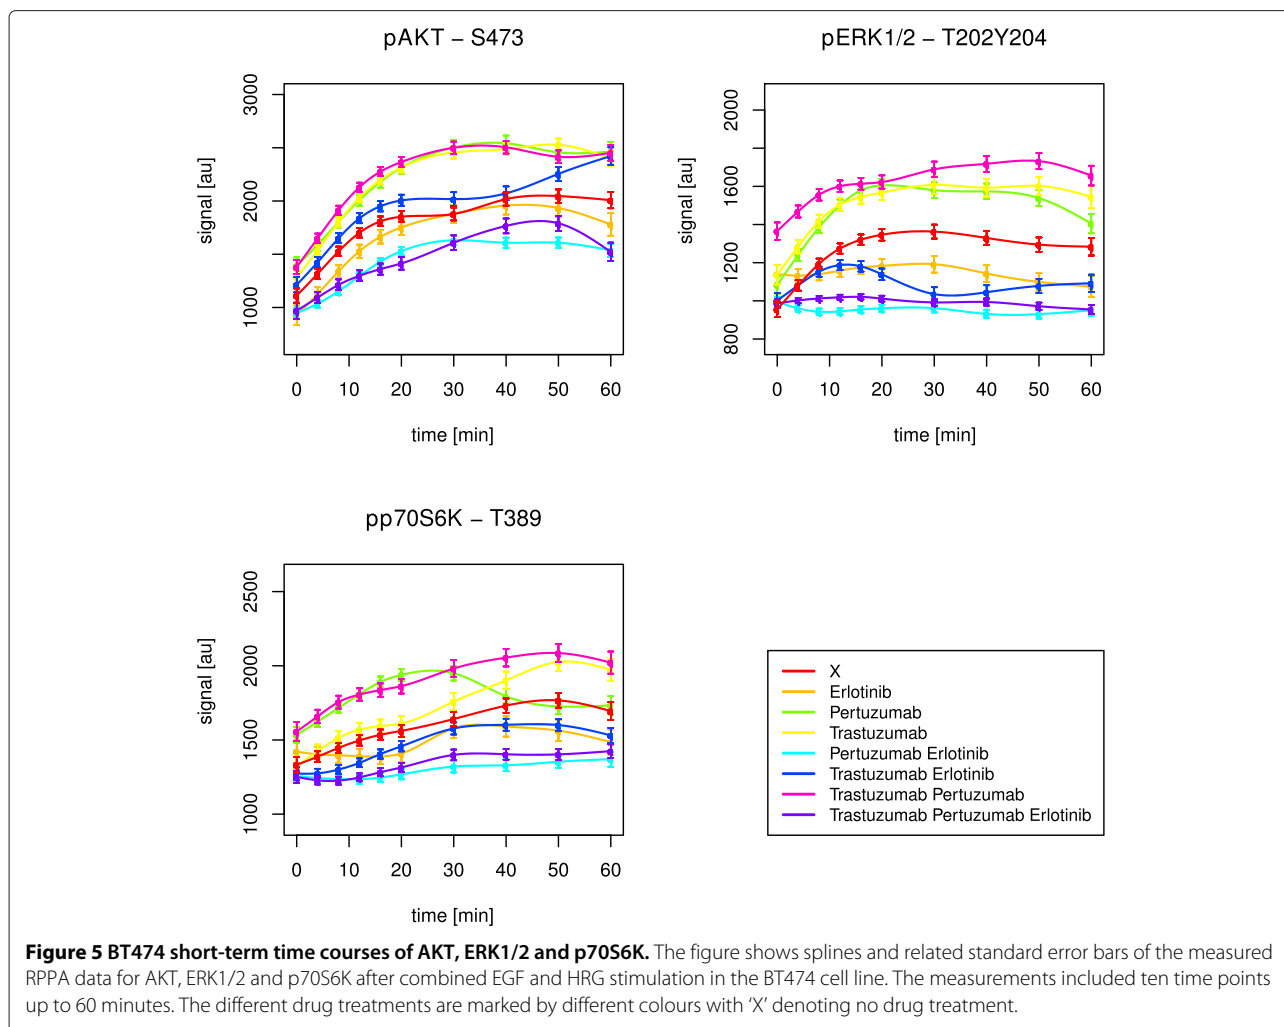 pAKT – S473
pERK1/2 – T202Y204
signal [au]
3000
2000
1000
0 10 20 30 40 50 60
time [min]
signal [au]
2000
1600
1200
800
0 10 20 30 40 50 60
time [min]
pp70S6K – T389
signal [au]
2500
2000
1500
1000
0 10 20 30 40 50 60
time [min]
X
Erlotinib
Pertuzumab
Trastuzumab
Pertuzumab Erlotinib
Trastuzumab Erlotinib
Trastuzumab Pertuzumab
Trastuzumab Pertuzumab Erlotinib
Figure 5 BT474 short-term time courses of AKT, ERK1/2 and p70S6K. The figure shows splines and related standard error bars of the measured
RPPA data for AKT, ERK1/2 and p70S6K after combined EGF and HRG stimulation in the BT474 cell line. The measurements included ten time points
up to 60 minutes. The different drug treatments are marked by different colours with ‘X’ denoting no drug treatment.